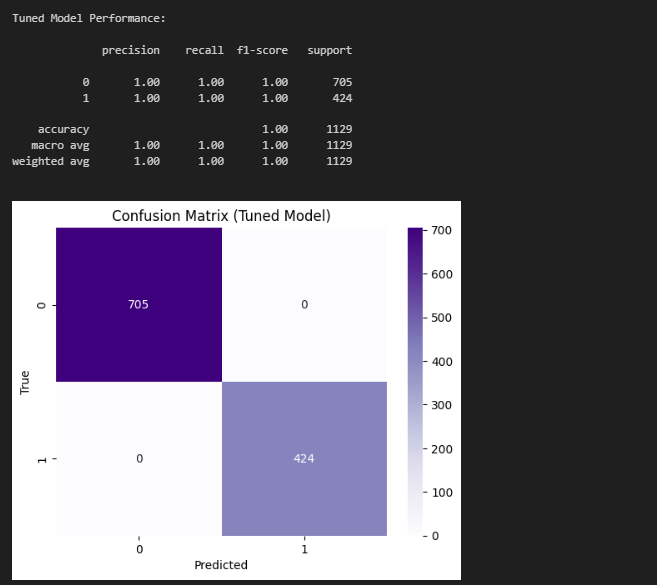 Tuned Model Performance:
precision recall f1-score support
0 1.00 1.00 1.00 705
1 1.00 1.00 1.00 424
accuracy 1.00 1129
macro avg 1.00 1.00 1.00 1129
weighted avg 1.00 1.00 1.00 1129
Confusion Matrix (Tuned Model)
700
705 0
0
600
500
400
True
300
0 424
1
200
100
0
0 1
Predicted